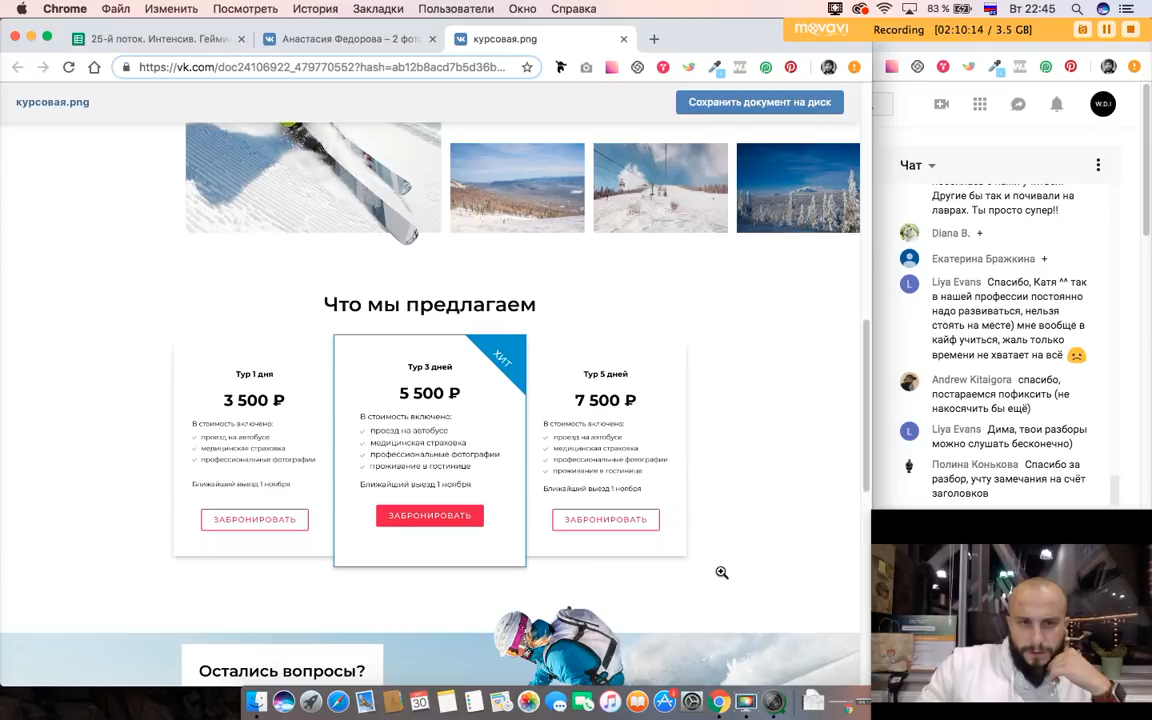 Chrome Файл Изменить Посмотреть История Закладки Пользователи Окно Справка
83 % Вт 22:45
25-й поток. Интенсив. Гейми
Анастасия Федорова – 2 фот
курсовая.png
movavi
Recording [02:10:14 / 3.5 GB]
https://vk.com/doc24106922_479770552?hash=ab12b8acd7b5d36b...
курсовая.png
Сохранить документ на диск
Что мы предлагаем
Тур 1 дня
3 500 ₽
В стоимость включено:
проезд на автобусе
медицинская страховка
профессиональные фотографии
Ближайший выезд 1 ноября
ЗАБРОНИРОВАТЬ
ХИТ
Тур 3 дней
5 500 ₽
В стоимость включено:
проезд на автобусе
медицинская страховка
профессиональные фотографии
проживание в гостинице
Ближайший выезд 1 ноября
ЗАБРОНИРОВАТЬ
Тур 5 дней
7 500 ₽
В стоимость включено:
проезд на автобусе
медицинская страховка
профессиональные фотографии
проживание в гостинице
Ближайший выезд 1 ноября
ЗАБРОНИРОВАТЬ
Остались вопросы?
W.D.I
Чат
Другие бы так и почивали на
лаврах. Ты просто супер!!
Diana B. +
Екатерина Бражкина +
L
Liya Evans Спасибо, Катя ^^ так
в нашей профессии постоянно
надо развиваться, нельзя
стоять на месте) мне вообще в
кайф учиться, жаль только
времени не хватает на всё
Andrew Kitaigora спасибо,
постараемся пофиксить (не
накосячить бы ещё)
L
Liya Evans Дима, твои разборы
можно слушать бесконечно)
Полина Конькова Спасибо за
разбор, учту замечания на счёт
заголовков
30